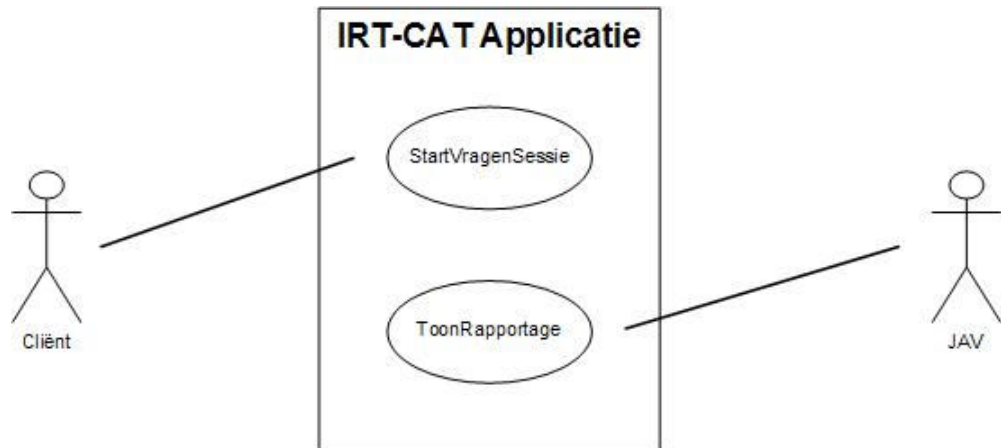 IRT-CAT Applicatie
StartVragenSessie
Cliënt
ToonRapportage
JAV